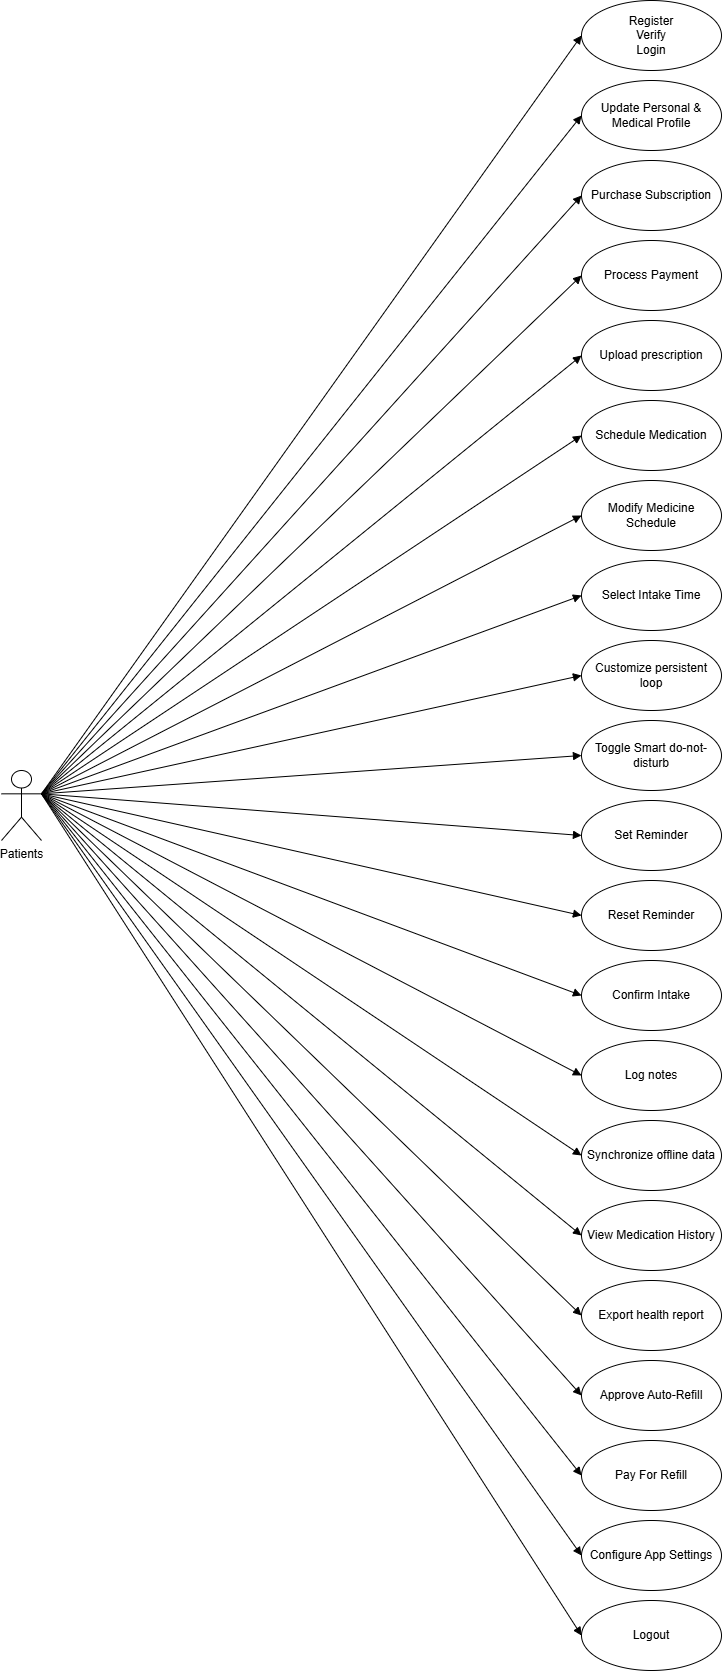 Register
Verify
Login
Update Personal &
Medical Profile
Purchase Subscription
Process Payment
Upload prescription
Schedule Medication
Modify Medicine
Schedule
Select Intake Time
Customize persistent
loop
Toggle Smart do-not-
disturb
Set Reminder
Patients
Reset Reminder
Confirm Intake
Log notes
Synchronize offline data
View Medication History
Export health report
Approve Auto-Refill
Pay For Refill
Configure App Settings
Logout